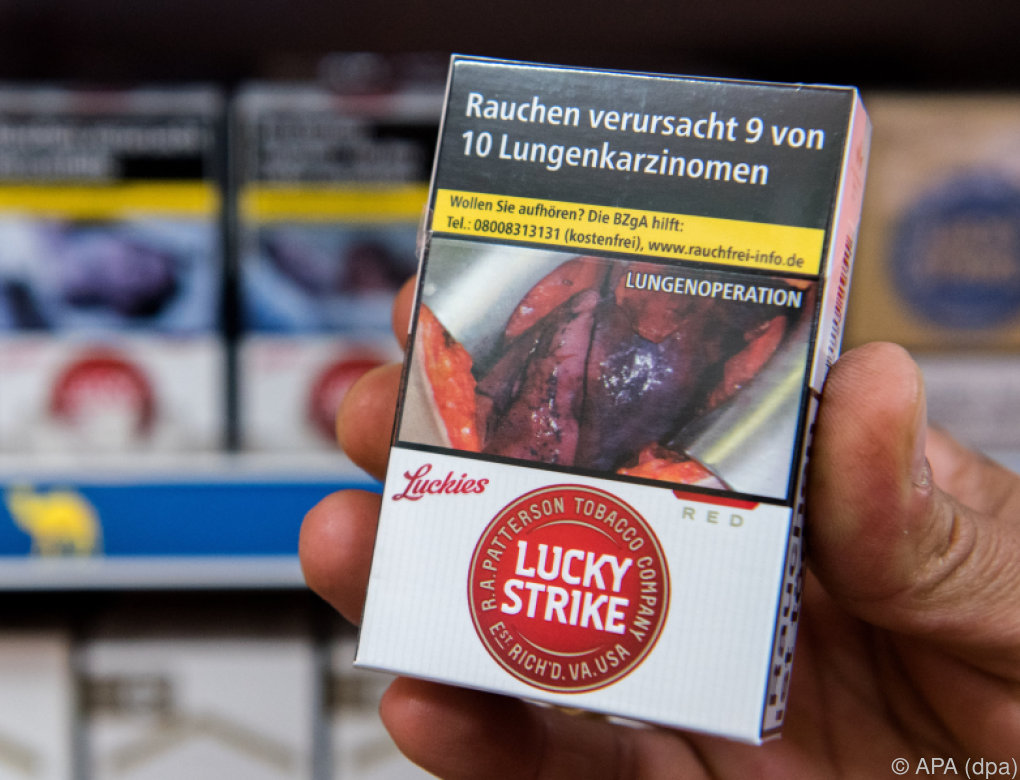 Rauchen verursacht 9 von
10 Lungenkarzinomen
Wollen Sie aufhören? Die BZgA hilft:
Tel.: 08008313131 (kostenfrei), www.rauchfrei-info.de
LUNGENOPERATION
Luckies
RED
R.A. PATTERSON TOBACCO COMPANY
LUCKY
STRIKE
EST. RICH'D. VA. USA
© APA (dpa)